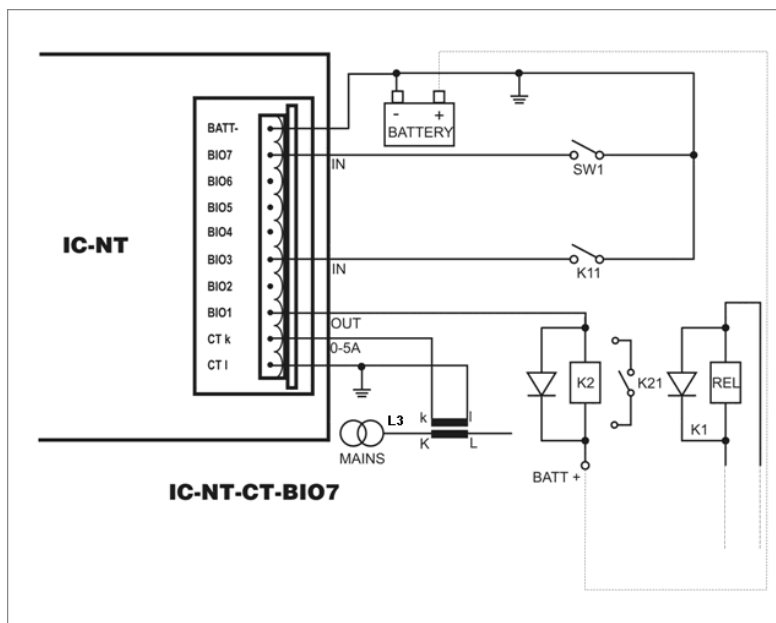 BATT-
BIO7
BIO6
BIO5
BIO4
BIO3
BIO2
BIO1
CT k
CT l
IC-NT
IN
IN
OUT
0-5A
- +
BATTERY
SW1
K11
K2
K21
REL
K1
k l
L3
K L
MAINS
BATT +
IC-NT-CT-BIO7